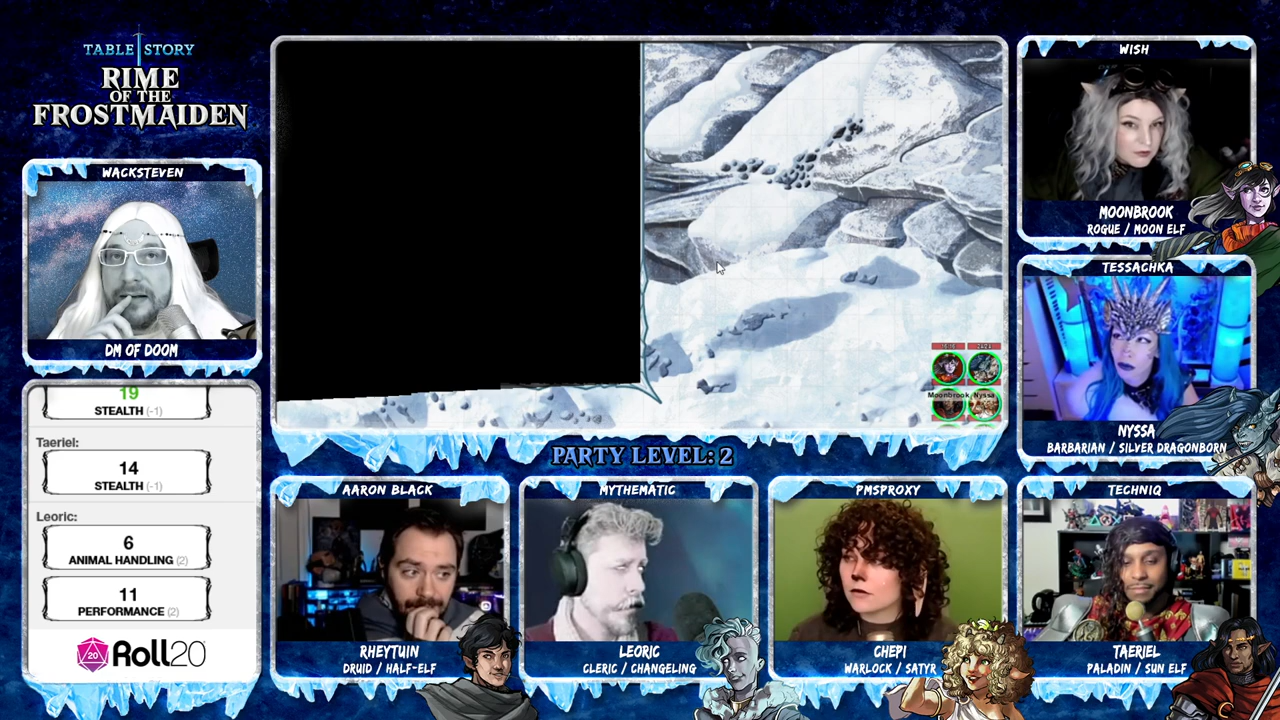 TABLE STORY
RIME
OF THE
FROSTMAIDEN
WACKSTEVEN
DM OF DOOM
19
STEALTH (-1)
Taeriel:
14
STEALTH (-1)
Leoric:
6
ANIMAL HANDLING (2)
11
PERFORMANCE (2)
20
Roll20
Moonbrook
Nyssa
PARTY LEVEL: 2
WISH
MOONBROOK
ROGUE / MOON ELF
TESSACHKA
NYSSA
BARBARIAN / SILVER DRAGONBORN
AARON BLACK
RHEYTUIN
DRUID / HALF-ELF
MYTHEMATIC
LEORIC
CLERIC / CHANGELING
PMSPROXY
CHEPI
WARLOCK / SATYR
TECHNIQ
TAERIEL
PALADIN / SUN ELF